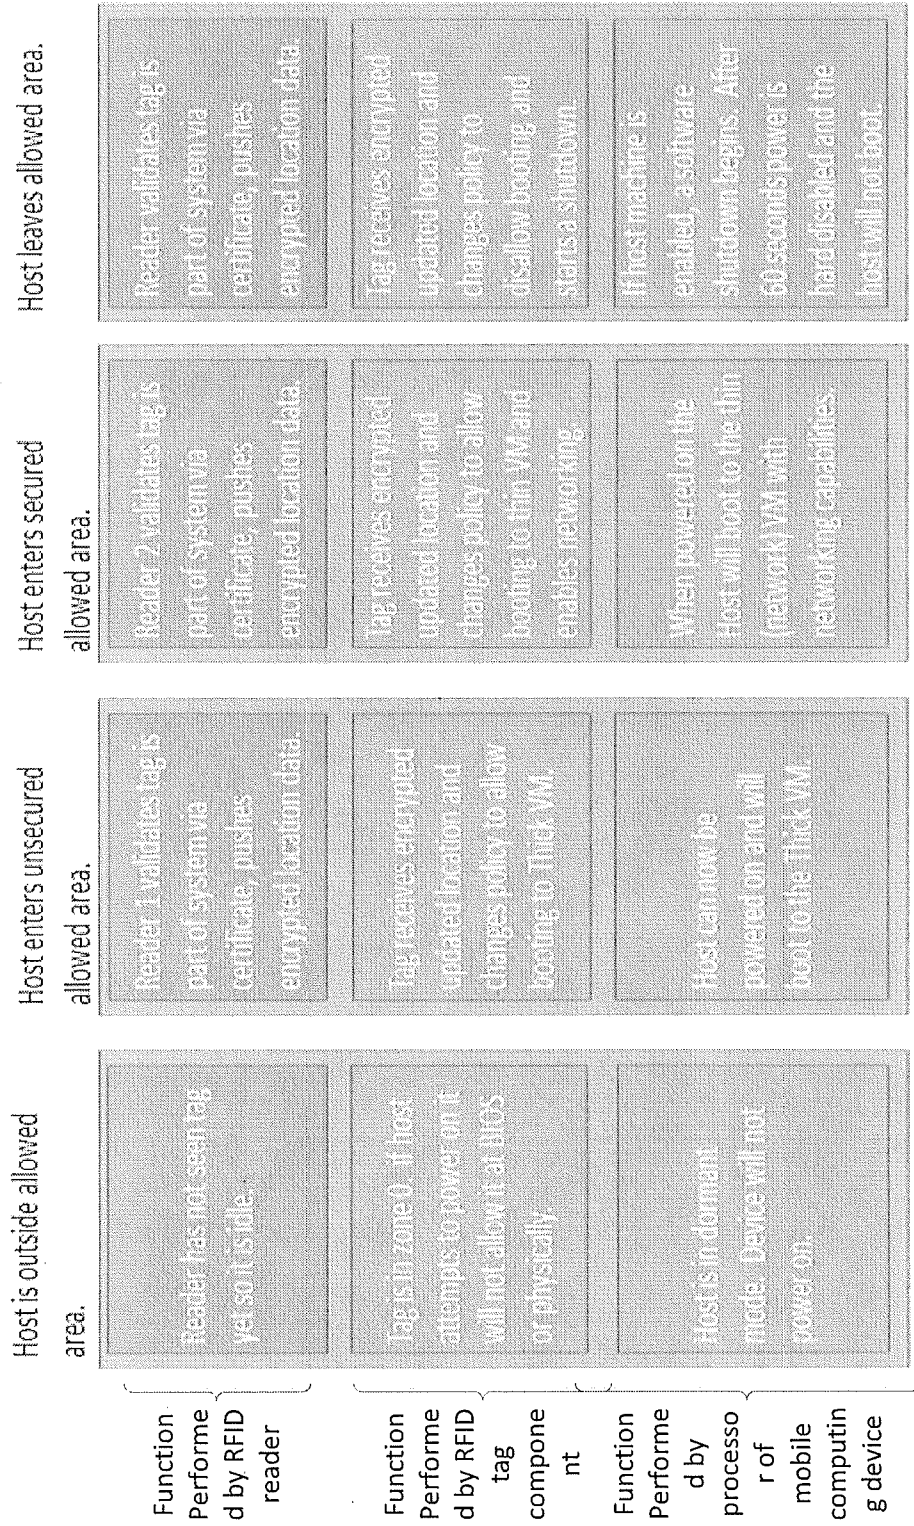 Host is outside allowed
area.
Host enters unsecured
allowed area.
Host enters secured
allowed area.
Host leaves allowed area.
Function
Performe
d by RFID
reader
Reader has not seen tag
yet so it is idle.
Reader 1 validates tag is
part of system via
certificate, pushes
encrypted location data.
Reader 2 validates tag is
part of system via
certificate, pushes
encrypted location data.
Reader validates tag is
part of system via
certificate, pushes
encrypted location data.
Function
Performe
d by RFID
tag
compone
nt
Tag is in zone 0. If host
attempts to power on it
will not allow it at BIOS
or physically.
Tag receives encrypted
updated location and
changes policy to allow
booting to Thick VM.
Tag receives encrypted
updated location and
changes policy to allow
booting to thin VM and
enables networking.
Tag receives encrypted
updated location and
changes policy to
disallow booting and
starts a shutdown.
Function
Performe
d by
processo
r of
mobile
computin
g device
Host is in dormant
mode. Device will not
power on.
Host can now be
powered on and will
boot to the Thick VM.
When powered on the
Host will boot to the thin
(network) VM with
networking capabilities.
If host machine is
enabled, a software
shutdown begins. After
60 seconds power is
hard disabled and the
host will not boot.